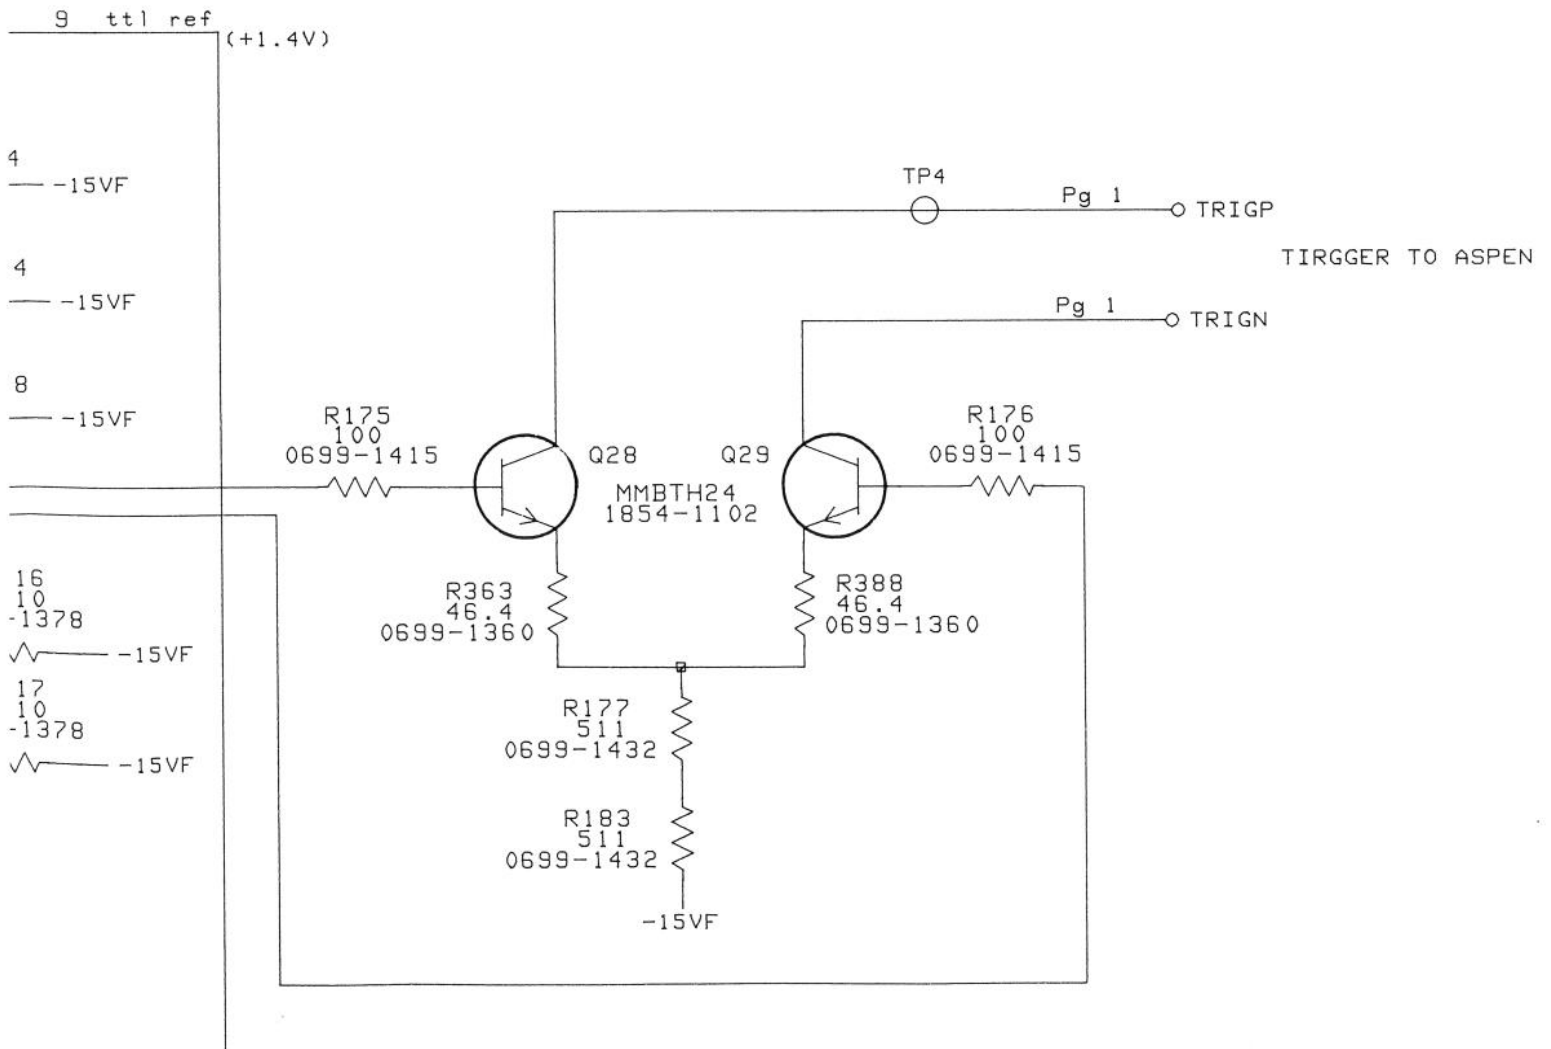 9 ttl ref
(+1.4V)
4
-15VF
TP4
Pg 1
TRIGP
TIRGGER TO ASPEN
4
-15VF
Pg 1
TRIGN
8
-15VF
R175
100
0699-1415
Q28
Q29
MMBTH24
1854-1102
R176
100
0699-1415
16
10
-1378
-15VF
R363
46.4
0699-1360
R388
46.4
0699-1360
17
10
-1378
-15VF
R177
511
0699-1432
R183
511
0699-1432
-15VF